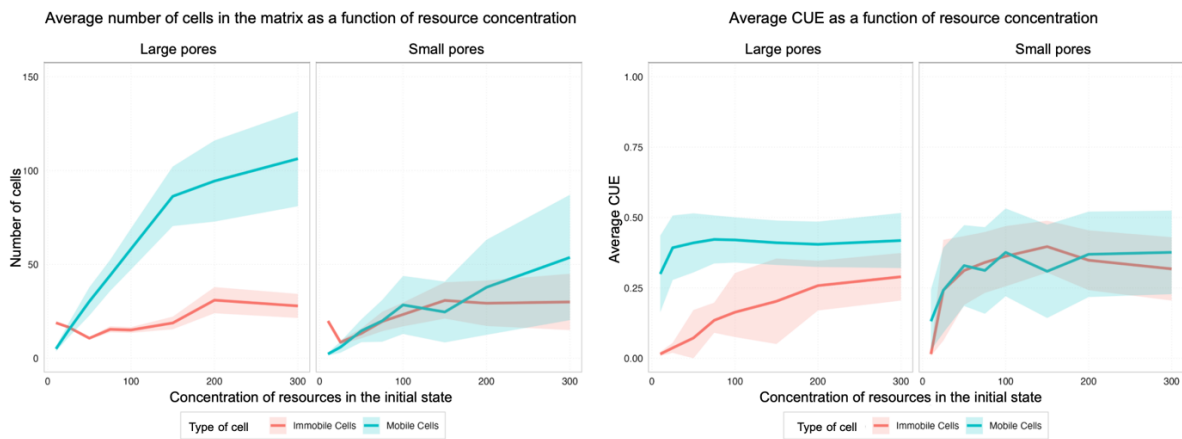 Average number of cells in the matrix as a function of resource concentration
Large pores
Small pores
150
100
50
0
Number of cells
0
100
200
300
0
100
200
300
Concentration of resources in the initial state
Type of cell
Immobile Cells
Mobile Cells
Average CUE as a function of resource concentration
Large pores
Small pores
1.00
0.75
0.50
0.25
0.00
Average CUE
0
100
200
300
0
100
200
300
Concentration of resources in the initial state
Type of cell
Immobile Cells
Mobile Cells